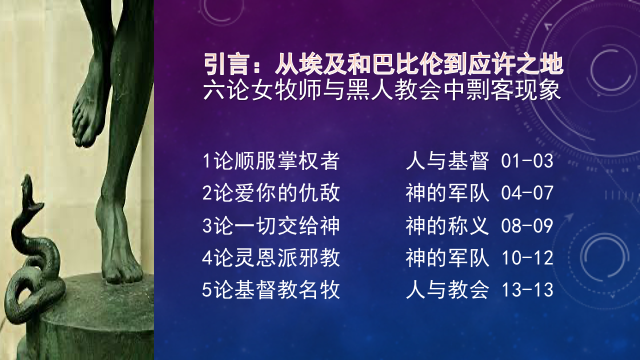 引言：从埃及和巴比伦到应许之地
六论女牧师与黑人教会中剽客现象
1论顺服掌权者 人与基督 01-03
2论爱你的仇敌 神的军队 04-07
3论一切交给神 神的称义 08-09
4论灵恩派邪教 神的军队 10-12
5论基督教名牧 人与教会 13-13